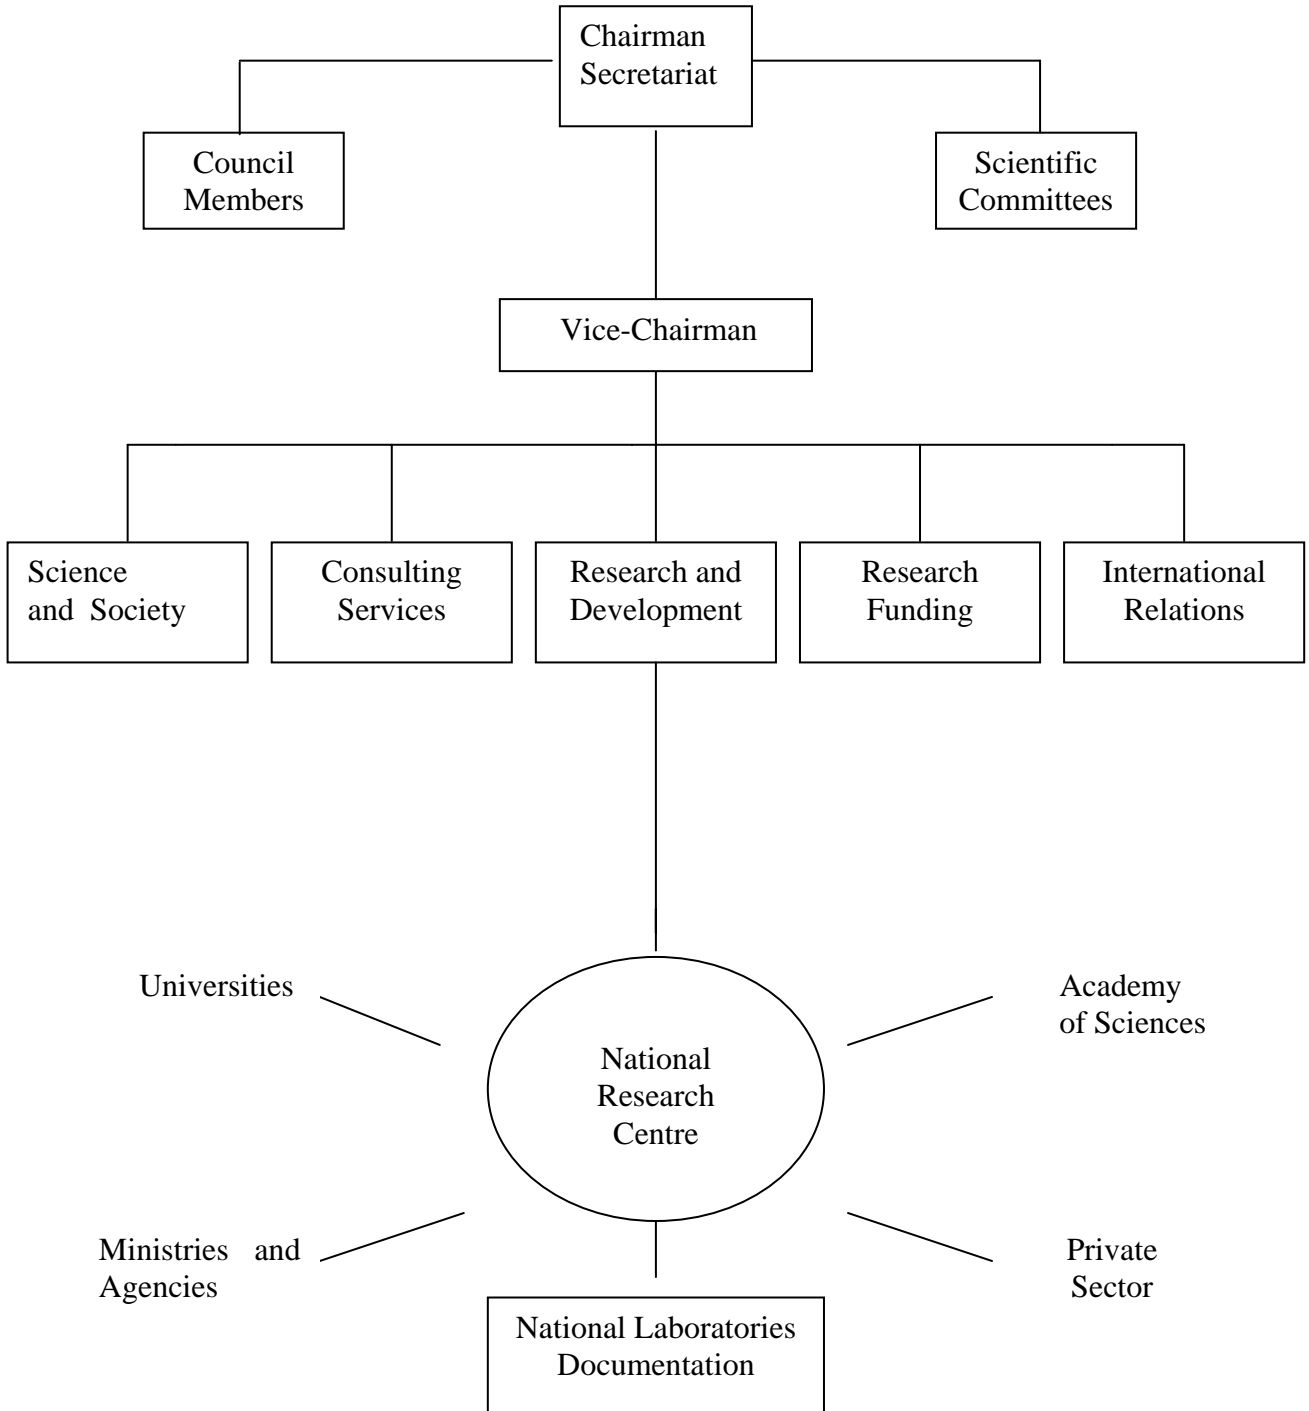 Chairman
Secretariat
Council
Members
Scientific
Committees
Vice-Chairman
Science
and Society
Consulting
Services
Research and
Development
Research
Funding
International
Relations
Universities
Academy
of Sciences
National
Research
Centre
Ministries and
Agencies
Private
Sector
National Laboratories
Documentation